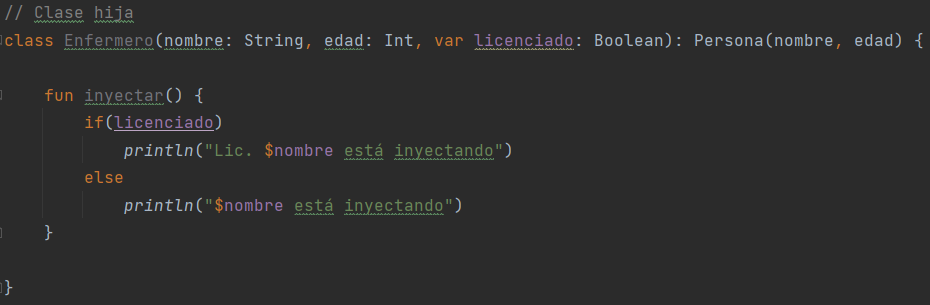 // Clase hija
class Enfermero(nombre: String, edad: Int, var licenciado: Boolean): Persona(nombre, edad) {
fun inyectar() {
if(licenciado)
println("Lic. $nombre está inyectando")
else
println("$nombre está inyectando")
}
}